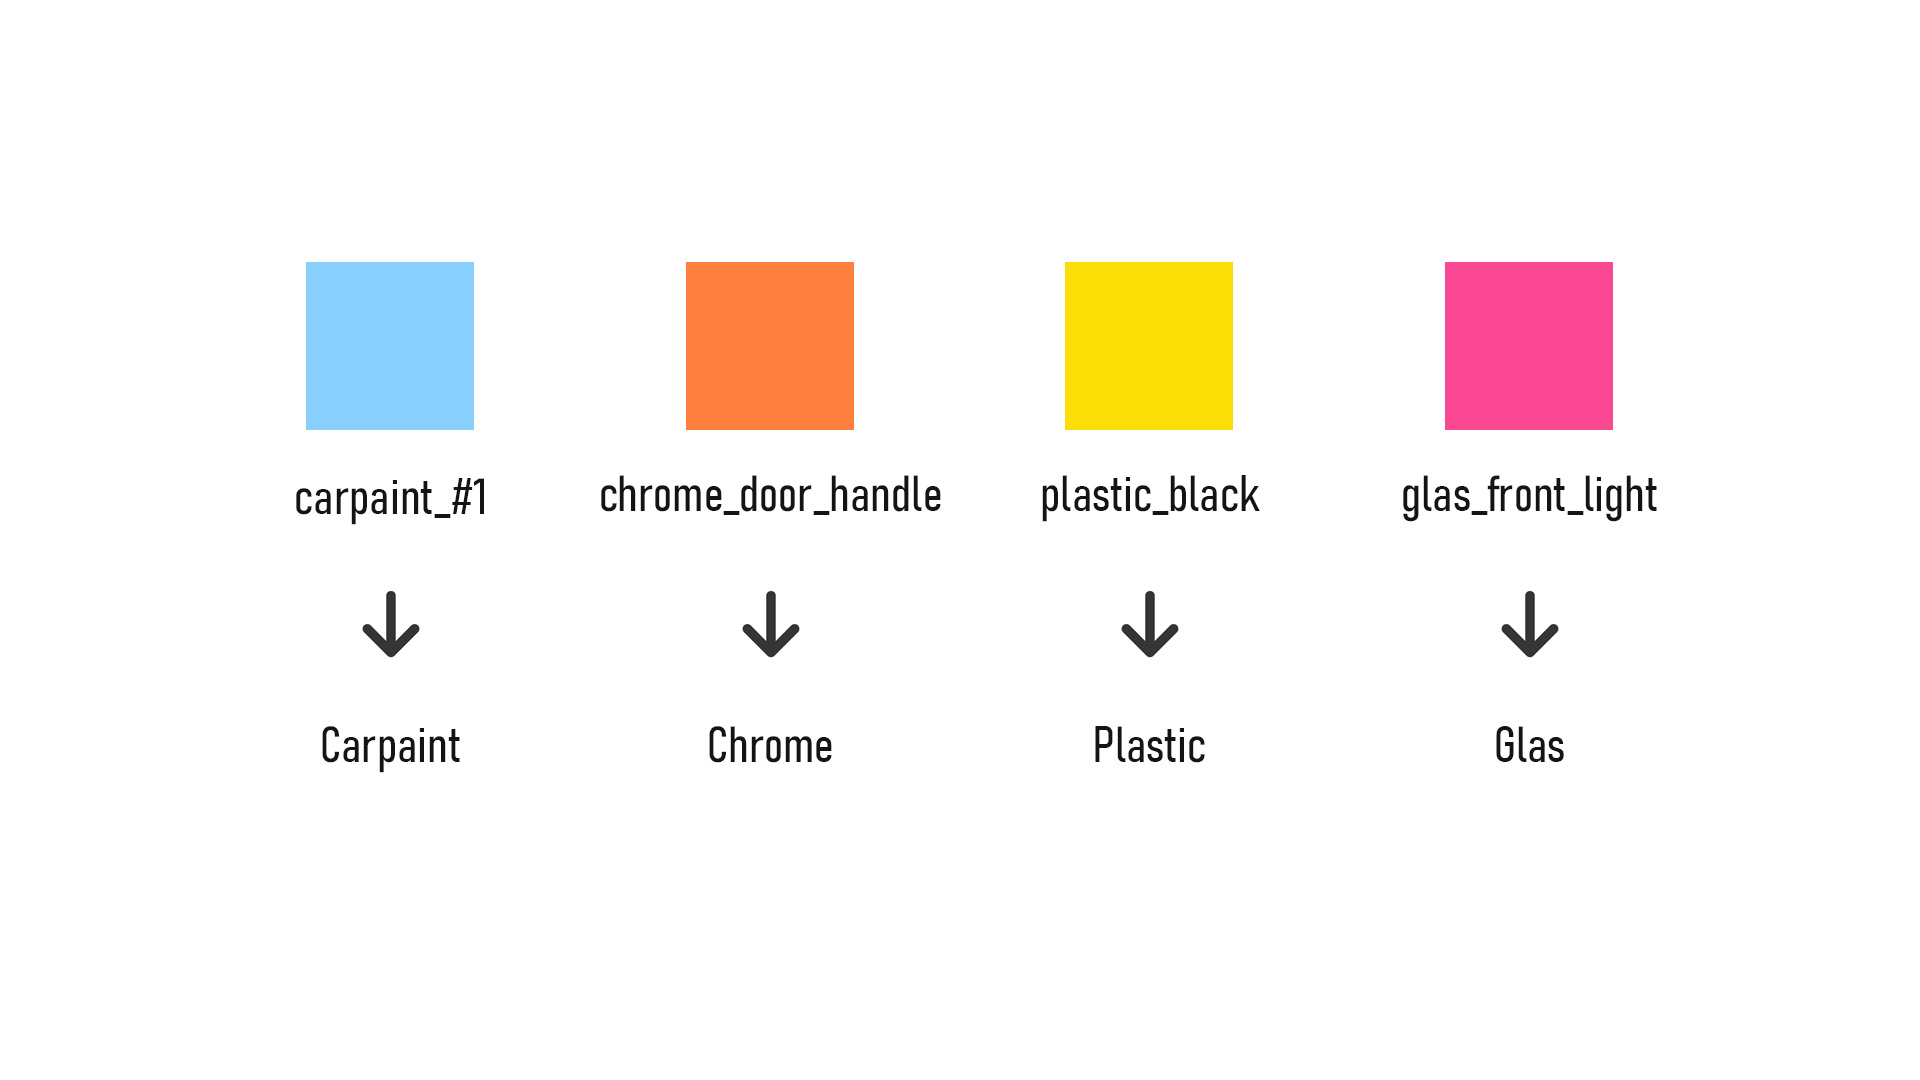 carpaint_#1
chrome_door_handle
plastic_black
glas_front_light
Carpaint
Chrome
Plastic
Glas